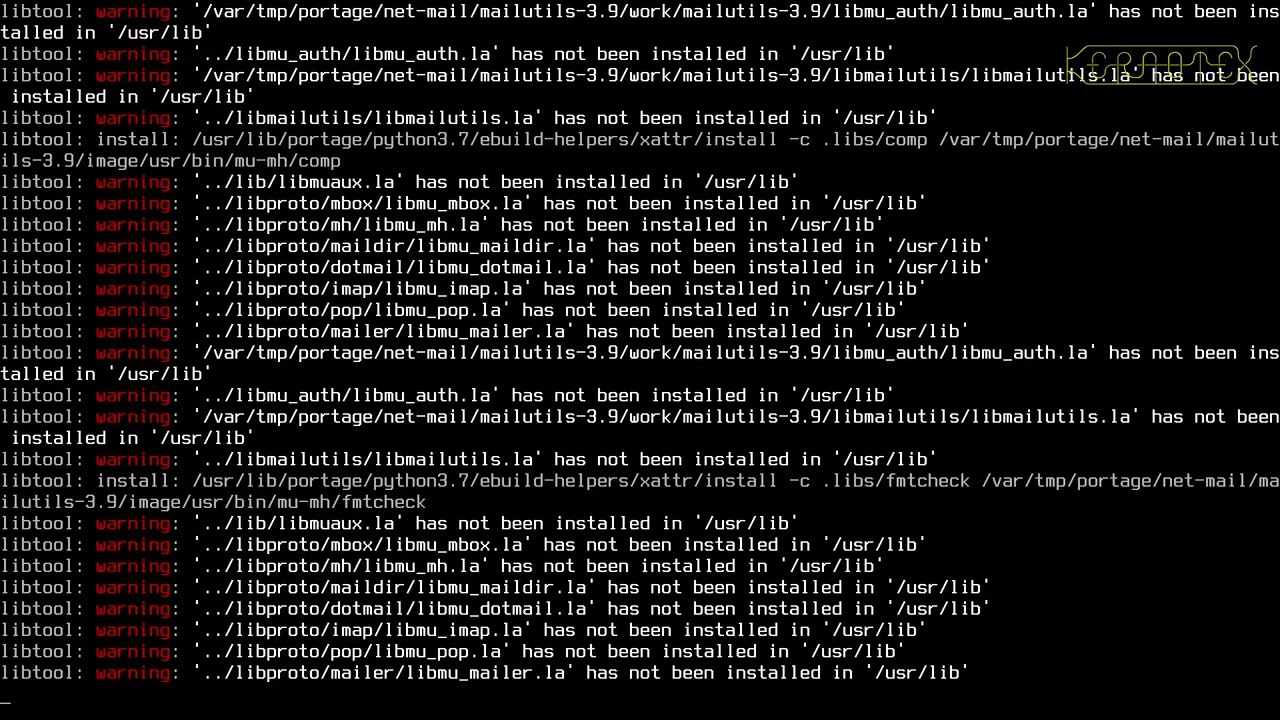 libtool: warning: '/var/tmp/portage/net-mail/mailutils-3.9/work/mailutils-3.9/libmu_auth/libmu_auth.la' has not been ins
talled in '/usr/lib'
libtool: warning: '../libmu_auth/libmu_auth.la' has not been installed in '/usr/lib'
libtool: warning: '/var/tmp/portage/net-mail/mailutils-3.9/work/mailutils-3.9/libmailutils/libmailutils.la' has not been
 installed in '/usr/lib'
KERNOTEX
libtool: warning: '../libmailutils/libmailutils.la' has not been installed in '/usr/lib'
libtool: install: /usr/lib/portage/python3.7/ebuild-helpers/xattr/install -c .libs/comp /var/tmp/portage/net-mail/mailut
ils-3.9/image/usr/bin/mu-mh/comp
libtool: warning: '../lib/libmuaux.la' has not been installed in '/usr/lib'
libtool: warning: '../libproto/mbox/libmu_mbox.la' has not been installed in '/usr/lib'
libtool: warning: '../libproto/mh/libmu_mh.la' has not been installed in '/usr/lib'
libtool: warning: '../libproto/maildir/libmu_maildir.la' has not been installed in '/usr/lib'
libtool: warning: '../libproto/dotmail/libmu_dotmail.la' has not been installed in '/usr/lib'
libtool: warning: '../libproto/imap/libmu_imap.la' has not been installed in '/usr/lib'
libtool: warning: '../libproto/pop/libmu_pop.la' has not been installed in '/usr/lib'
libtool: warning: '../libproto/mailer/libmu_mailer.la' has not been installed in '/usr/lib'
libtool: warning: '/var/tmp/portage/net-mail/mailutils-3.9/work/mailutils-3.9/libmu_auth/libmu_auth.la' has not been ins
talled in '/usr/lib'
libtool: warning: '../libmu_auth/libmu_auth.la' has not been installed in '/usr/lib'
libtool: warning: '/var/tmp/portage/net-mail/mailutils-3.9/work/mailutils-3.9/libmailutils/libmailutils.la' has not been
 installed in '/usr/lib'
libtool: warning: '../libmailutils/libmailutils.la' has not been installed in '/usr/lib'
libtool: install: /usr/lib/portage/python3.7/ebuild-helpers/xattr/install -c .libs/fmtcheck /var/tmp/portage/net-mail/ma
ilutils-3.9/image/usr/bin/mu-mh/fmtcheck
libtool: warning: '../lib/libmuaux.la' has not been installed in '/usr/lib'
libtool: warning: '../libproto/mbox/libmu_mbox.la' has not been installed in '/usr/lib'
libtool: warning: '../libproto/mh/libmu_mh.la' has not been installed in '/usr/lib'
libtool: warning: '../libproto/maildir/libmu_maildir.la' has not been installed in '/usr/lib'
libtool: warning: '../libproto/dotmail/libmu_dotmail.la' has not been installed in '/usr/lib'
libtool: warning: '../libproto/imap/libmu_imap.la' has not been installed in '/usr/lib'
libtool: warning: '../libproto/pop/libmu_pop.la' has not been installed in '/usr/lib'
libtool: warning: '../libproto/mailer/libmu_mailer.la' has not been installed in '/usr/lib'